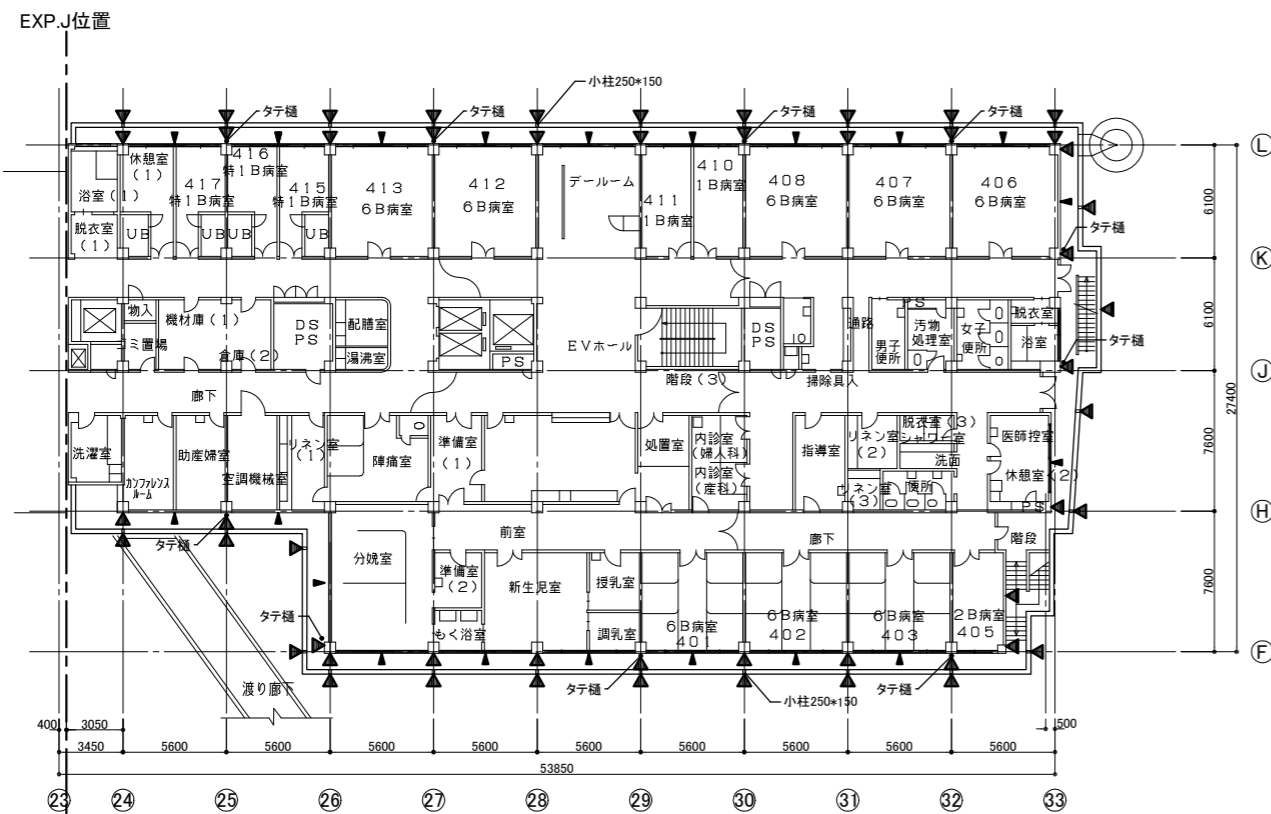 EXP.J位置
小柱250*150
タテ樋
タテ樋
タテ樋
タテ樋
L
休憩室
(1)
浴室(1)
脱衣室
(1)
UB
417
特1B病室
UB
416
特1B病室
UB
415
特1B病室
UB
413
6B病室
412
6B病室
デールーム
411
1B病室
410
1B病室
408
6B病室
407
6B病室
406
6B病室
6100
タテ樋
K
物入
機材庫(1)
ゴミ置場
倉庫(2)
DS
PS
配膳室
湯沸室
PS
EVホール
階段(3)
DS
PS
掃除具入
通路
PS
男子
便所
汚物
処理室
女子
便所
脱衣室
浴室
タテ樋
6100
27400
J
廊下
洗濯室
カンファレンス
ルーム
助産婦室
空調機械室
リネン室
(1)
陣痛室
準備室
(1)
処置室
内診室
(婦人科)
内診室
(産科)
指導室
リネン室
(2)
リネン室
(3)
脱衣室(3)
シャワー室
洗面
便所
医師控室
休憩室(2)
PS
7600
H
タテ樋
分娩室
前室
廊下
階段
準備室
(2)
もく浴室
新生児室
授乳室
調乳室
6B病室
401
6B病室
402
6B病室
403
2B病室
405
7600
タテ樋
F
渡り廊下
タテ樋
小柱250*150
タテ樋
400
3050
500
3450
5600
5600
5600
5600
5600
5600
5600
5600
5600
53850
23
24
25
26
27
28
29
30
31
32
33